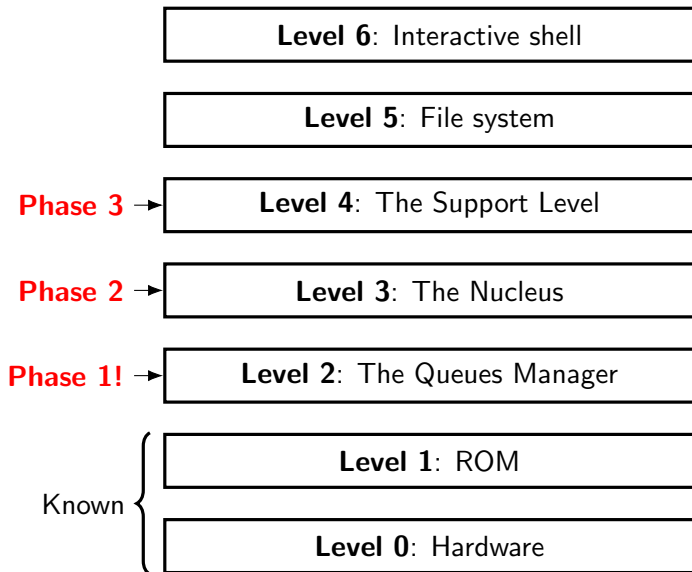 Level 6: Interactive shell
Level 5: File system
Phase 3 Level 4: The Support Level
Phase 2 Level 3: The Nucleus
Phase 1! Level 2: The Queues Manager
Level 1: ROM
Known
Level 0: Hardware